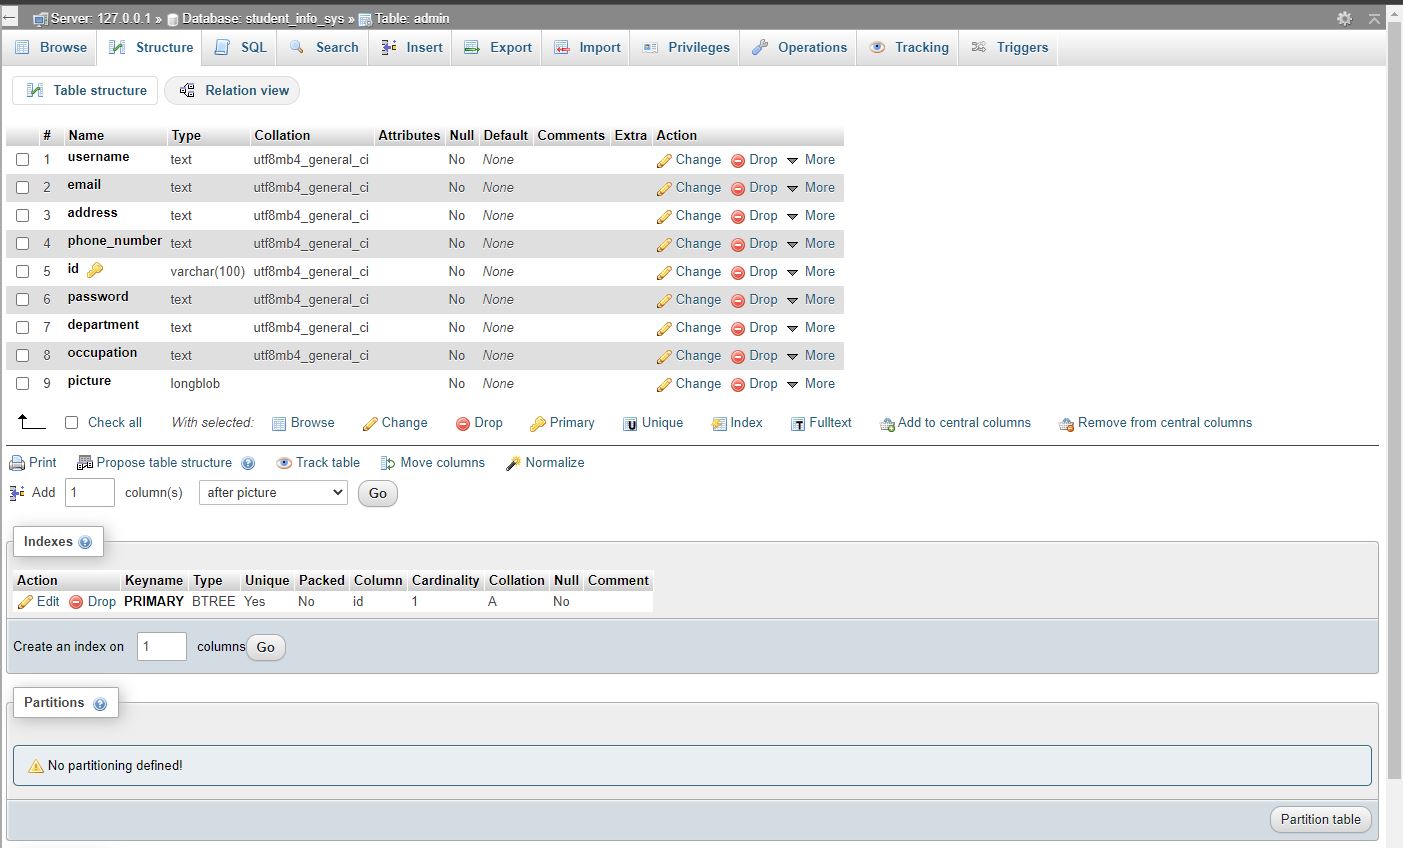 Server: 127.0.0.1 » Database: student_info_sys » Table: admin
Browse Structure SQL Search Insert Export Import Privileges Operations Tracking Triggers
Table structure Relation view
# Name Type Collation Attributes Null Default Comments Extra Action
1 username text utf8mb4_general_ci No None Change Drop More
2 email text utf8mb4_general_ci No None Change Drop More
3 address text utf8mb4_general_ci No None Change Drop More
4 phone_number text utf8mb4_general_ci No None Change Drop More
5 id varchar(100) utf8mb4_general_ci No None Change Drop More
6 password text utf8mb4_general_ci No None Change Drop More
7 department text utf8mb4_general_ci No None Change Drop More
8 occupation text utf8mb4_general_ci No None Change Drop More
9 picture longblob No None Change Drop More
Check all With selected: Browse Change Drop Primary Unique Index Fulltext Add to central columns Remove from central columns
Print Propose table structure Track table Move columns Normalize
Add 1 column(s) after picture Go
Indexes
Action Keyname Type Unique Packed Column Cardinality Collation Null Comment
Edit Drop PRIMARY BTREE Yes No id 1 A No
Create an index on 1 columns Go
Partitions
No partitioning defined!
Partition table